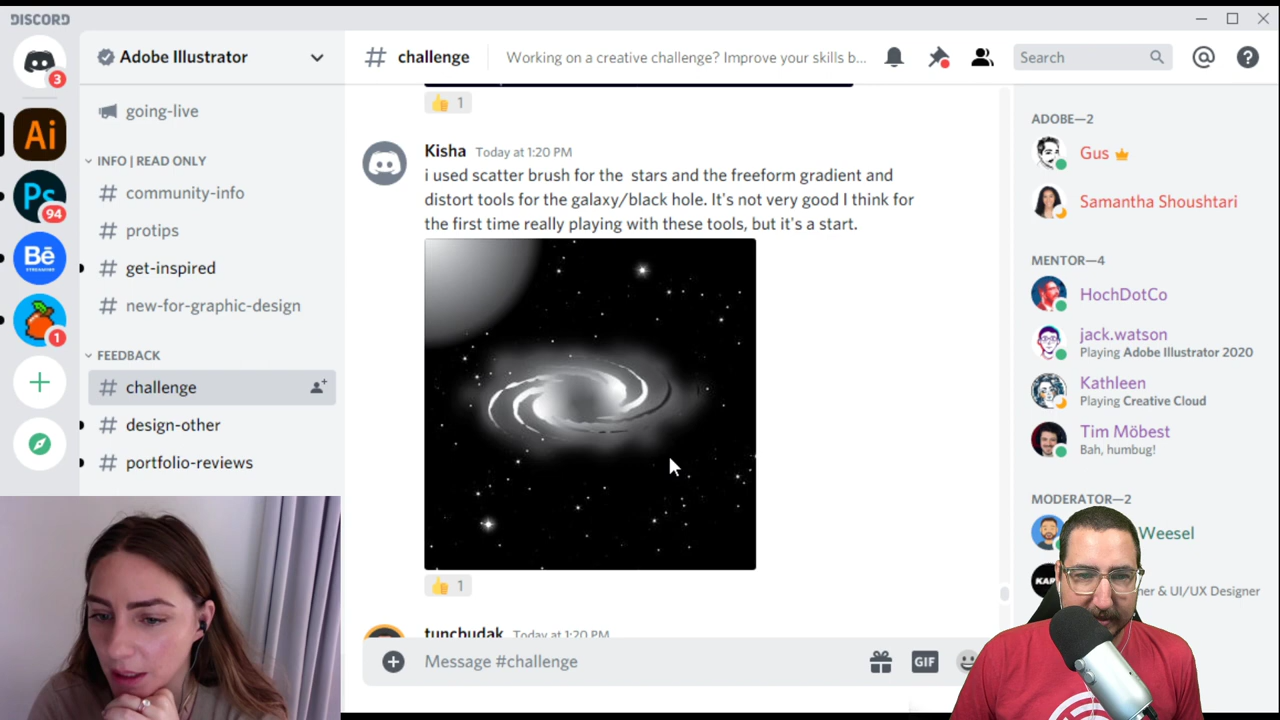 DISCORD
3
Adobe Illustrator
challenge
Working on a creative challenge? Improve your skills b...
Search
going-live
INFO | READ ONLY
community-info
protips
get-inspired
new-for-graphic-design
FEEDBACK
challenge
design-other
portfolio-reviews
Ai
Ps
94
Bē
1
1
Kisha Today at 1:20 PM
i used scatter brush for the stars and the freeform gradient and
distort tools for the galaxy/black hole. It's not very good I think for
the first time really playing with these tools, but it's a start.
1
tunchudak Today at 1:20 PM
Message #challenge
GIF
ADOBE—2
Gus
Samantha Shoushtari
MENTOR—4
HochDotCo
jack.watson
Playing Adobe Illustrator 2020
Kathleen
Playing Creative Cloud
Tim Möbest
Bah, humbug!
MODERATOR—2
Weesel
ner & UI/UX Designer